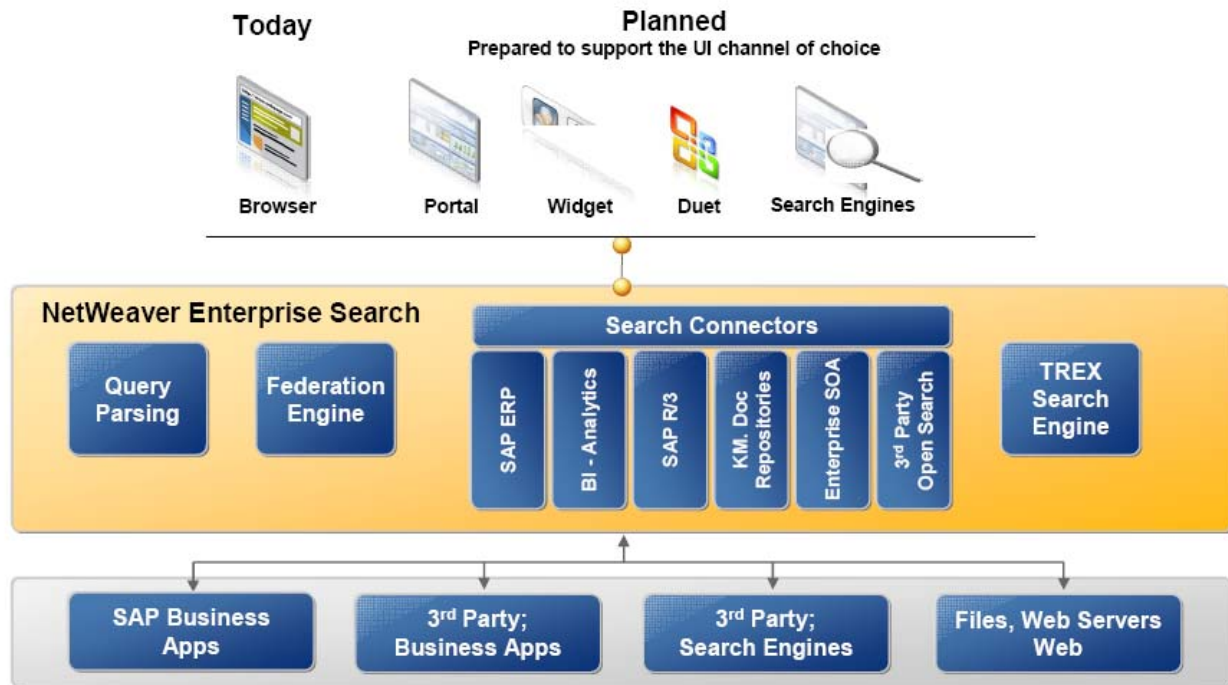 Today
Planned
Prepared to support the UI channel of choice
Browser
Portal
Widget
Duet
Search Engines
NetWeaver Enterprise Search
Query
Parsing
Federation
Engine
Search Connectors
SAP ERP
BI - Analytics
SAP R/3
KM. Doc
Repositories
Enterprise SOA
3rd Party
Open Search
TREX
Search
Engine
SAP Business
Apps
3rd Party;
Business Apps
3rd Party;
Search Engines
Files, Web Servers
Web